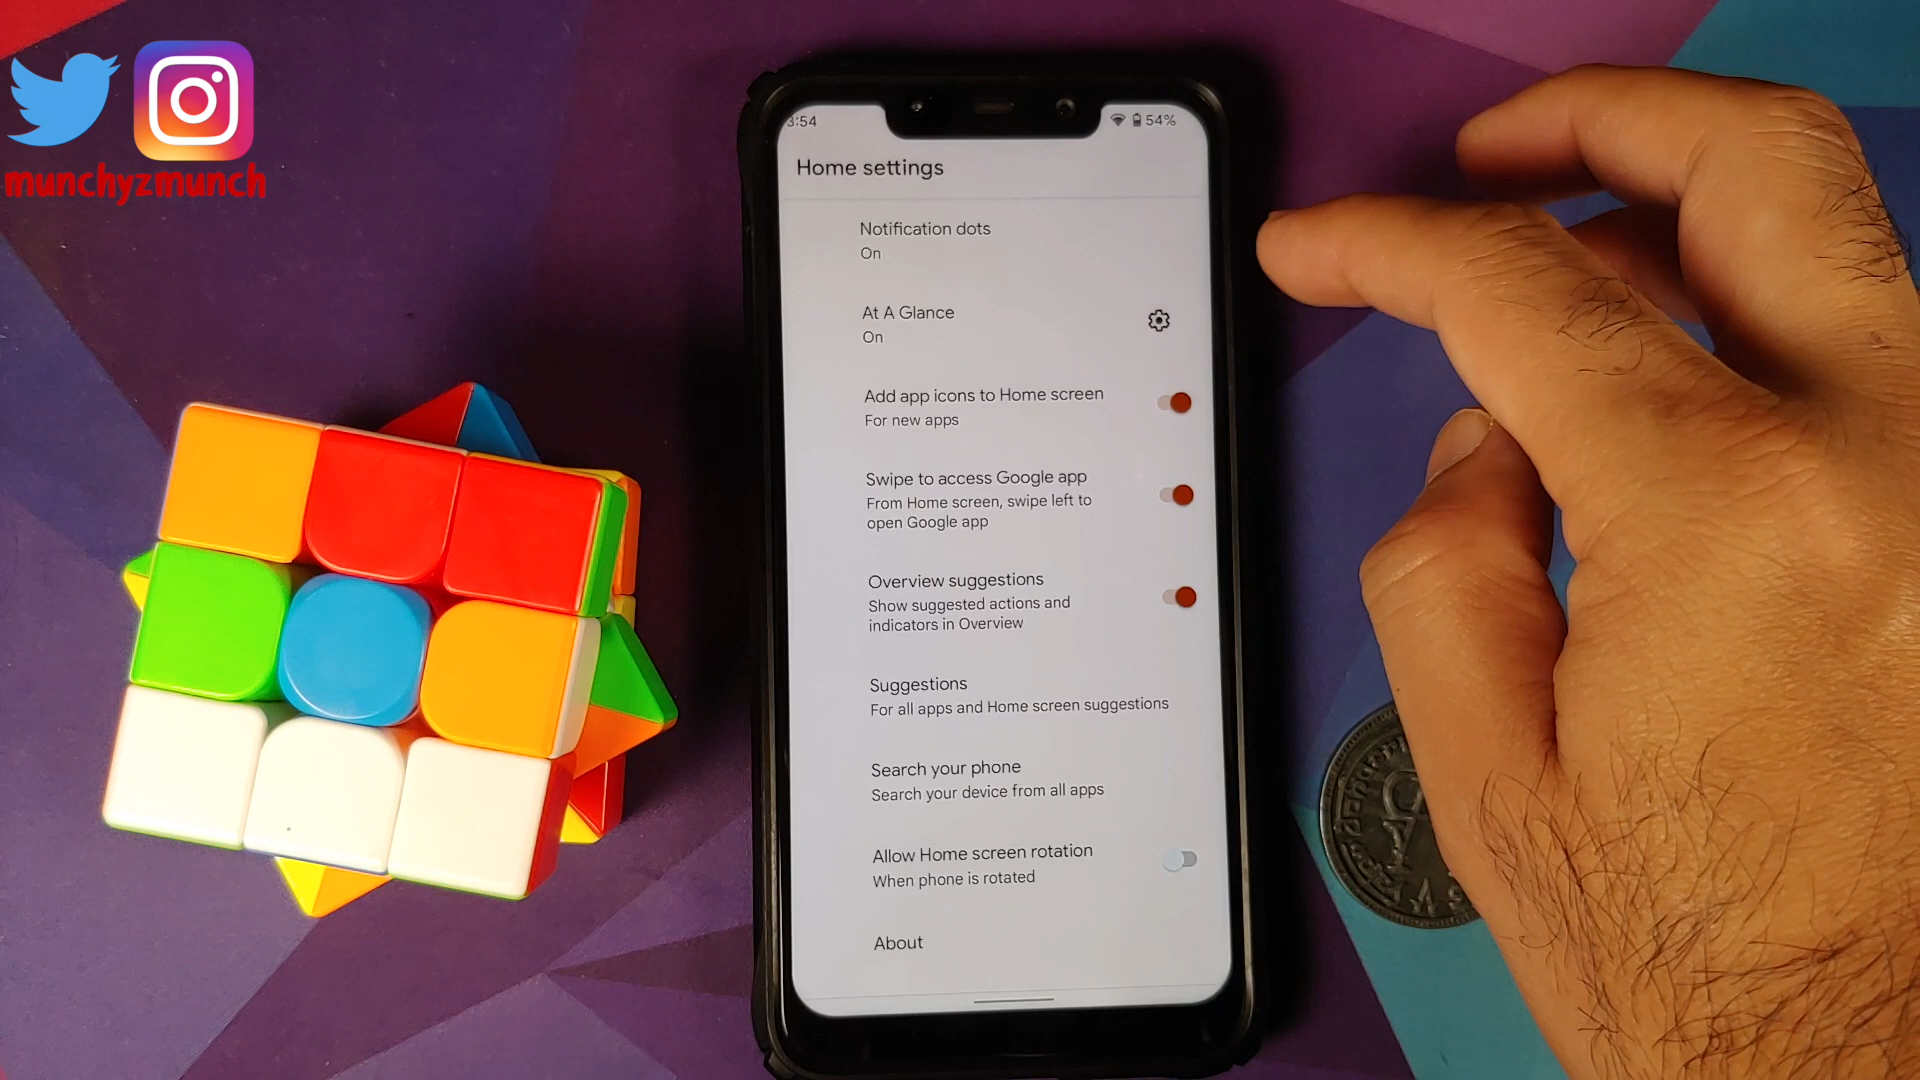 munchyzmunch
3:54
54%
Home settings
Notification dots
On
At A Glance
On
Add app icons to Home screen
For new apps
Swipe to access Google app
From Home screen, swipe left to
open Google app
Overview suggestions
Show suggested actions and
indicators in Overview
Suggestions
For all apps and Home screen suggestions
Search your phone
Search your device from all apps
Allow Home screen rotation
When phone is rotated
About